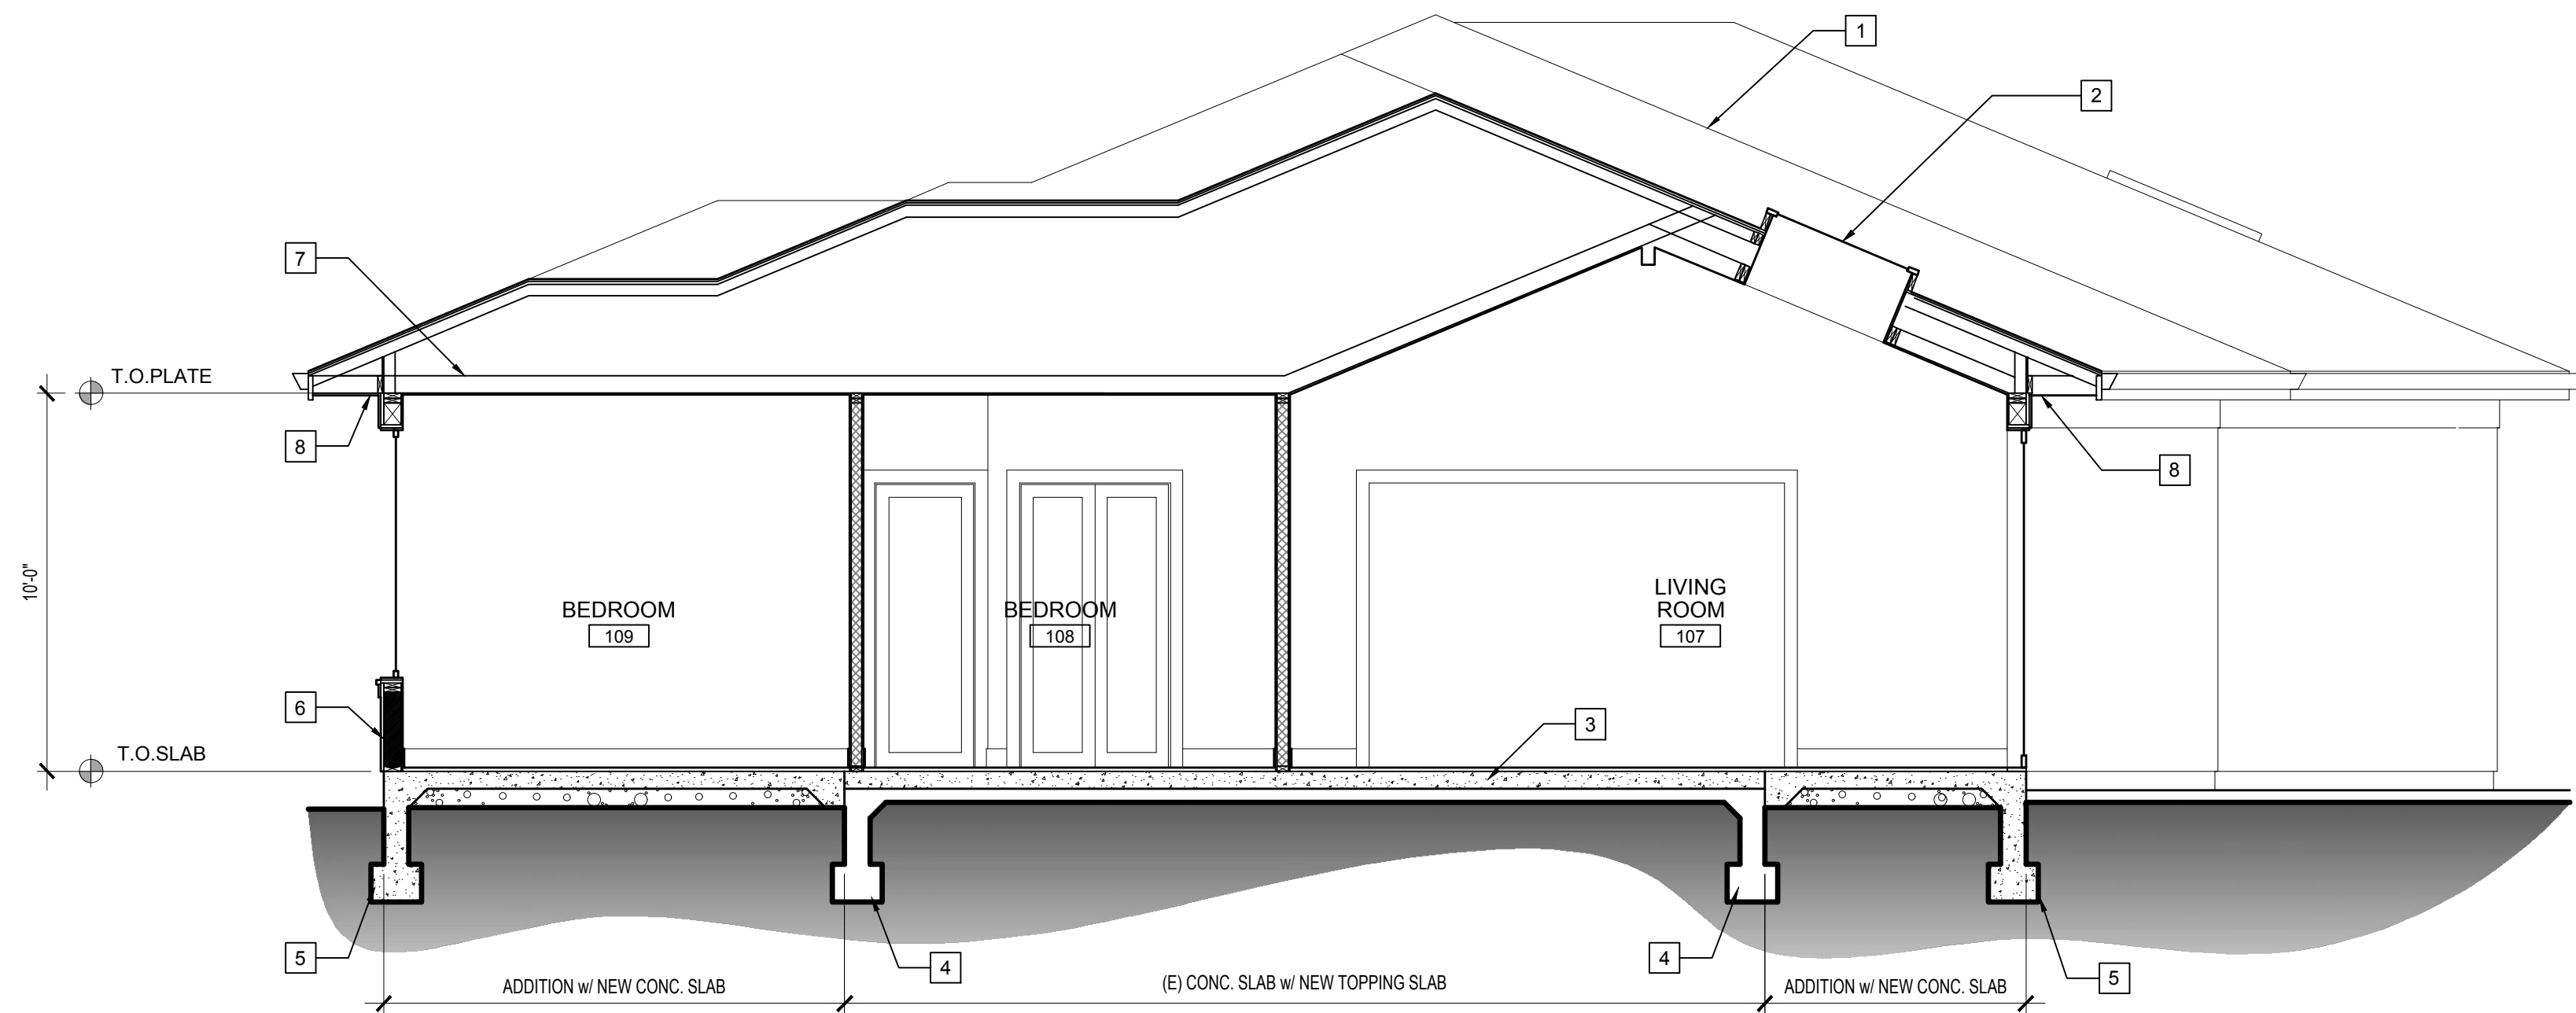 1
2
7
T.O.PLATE
8
8
10'-0"
BEDROOM
109
BEDROOM
108
LIVING
ROOM
107
6
3
T.O.SLAB
5
4
4
5
ADDITION w/ NEW CONC. SLAB
(E) CONC. SLAB w/ NEW TOPPING SLAB
ADDITION w/ NEW CONC. SLAB